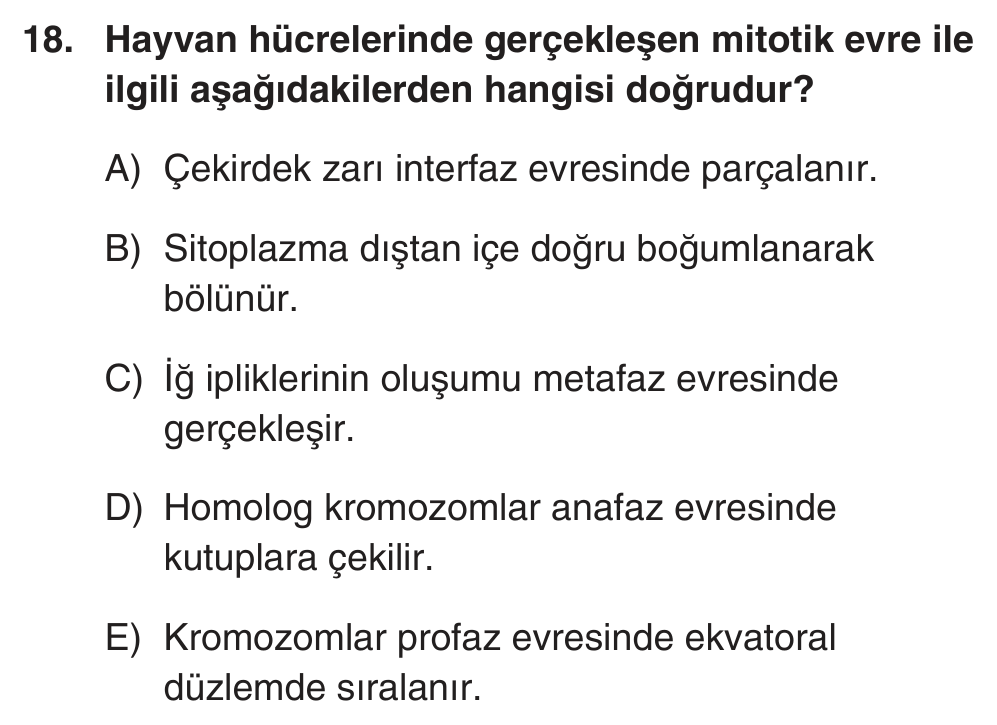 18. Hayvan hücrelerinde gerçekleşen mitotik evre ile
ilgili aşağıdakilerden hangisi doğrudur?
A) Çekirdek zarı interfaz evresinde parçalanır.
B) Sitoplazma dıştan içe doğru boğumlanarak
bölünür.
C) İğ ipliklerinin oluşumu metafaz evresinde
gerçekleşir.
D) Homolog kromozomlar anafaz evresinde
kutuplara çekilir.
E) Kromozomlar profaz evresinde ekvatoral
düzlemde sıralanır.